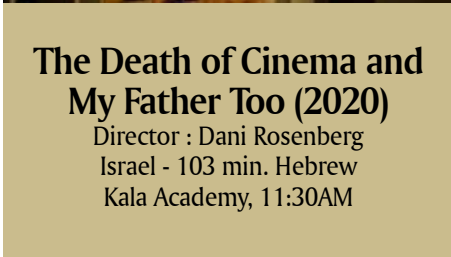 The Death of Cinema and
My Father Too (2020)
Director : Dani Rosenberg
Israel - 103 min. Hebrew
Kala Academy, 11:30AM